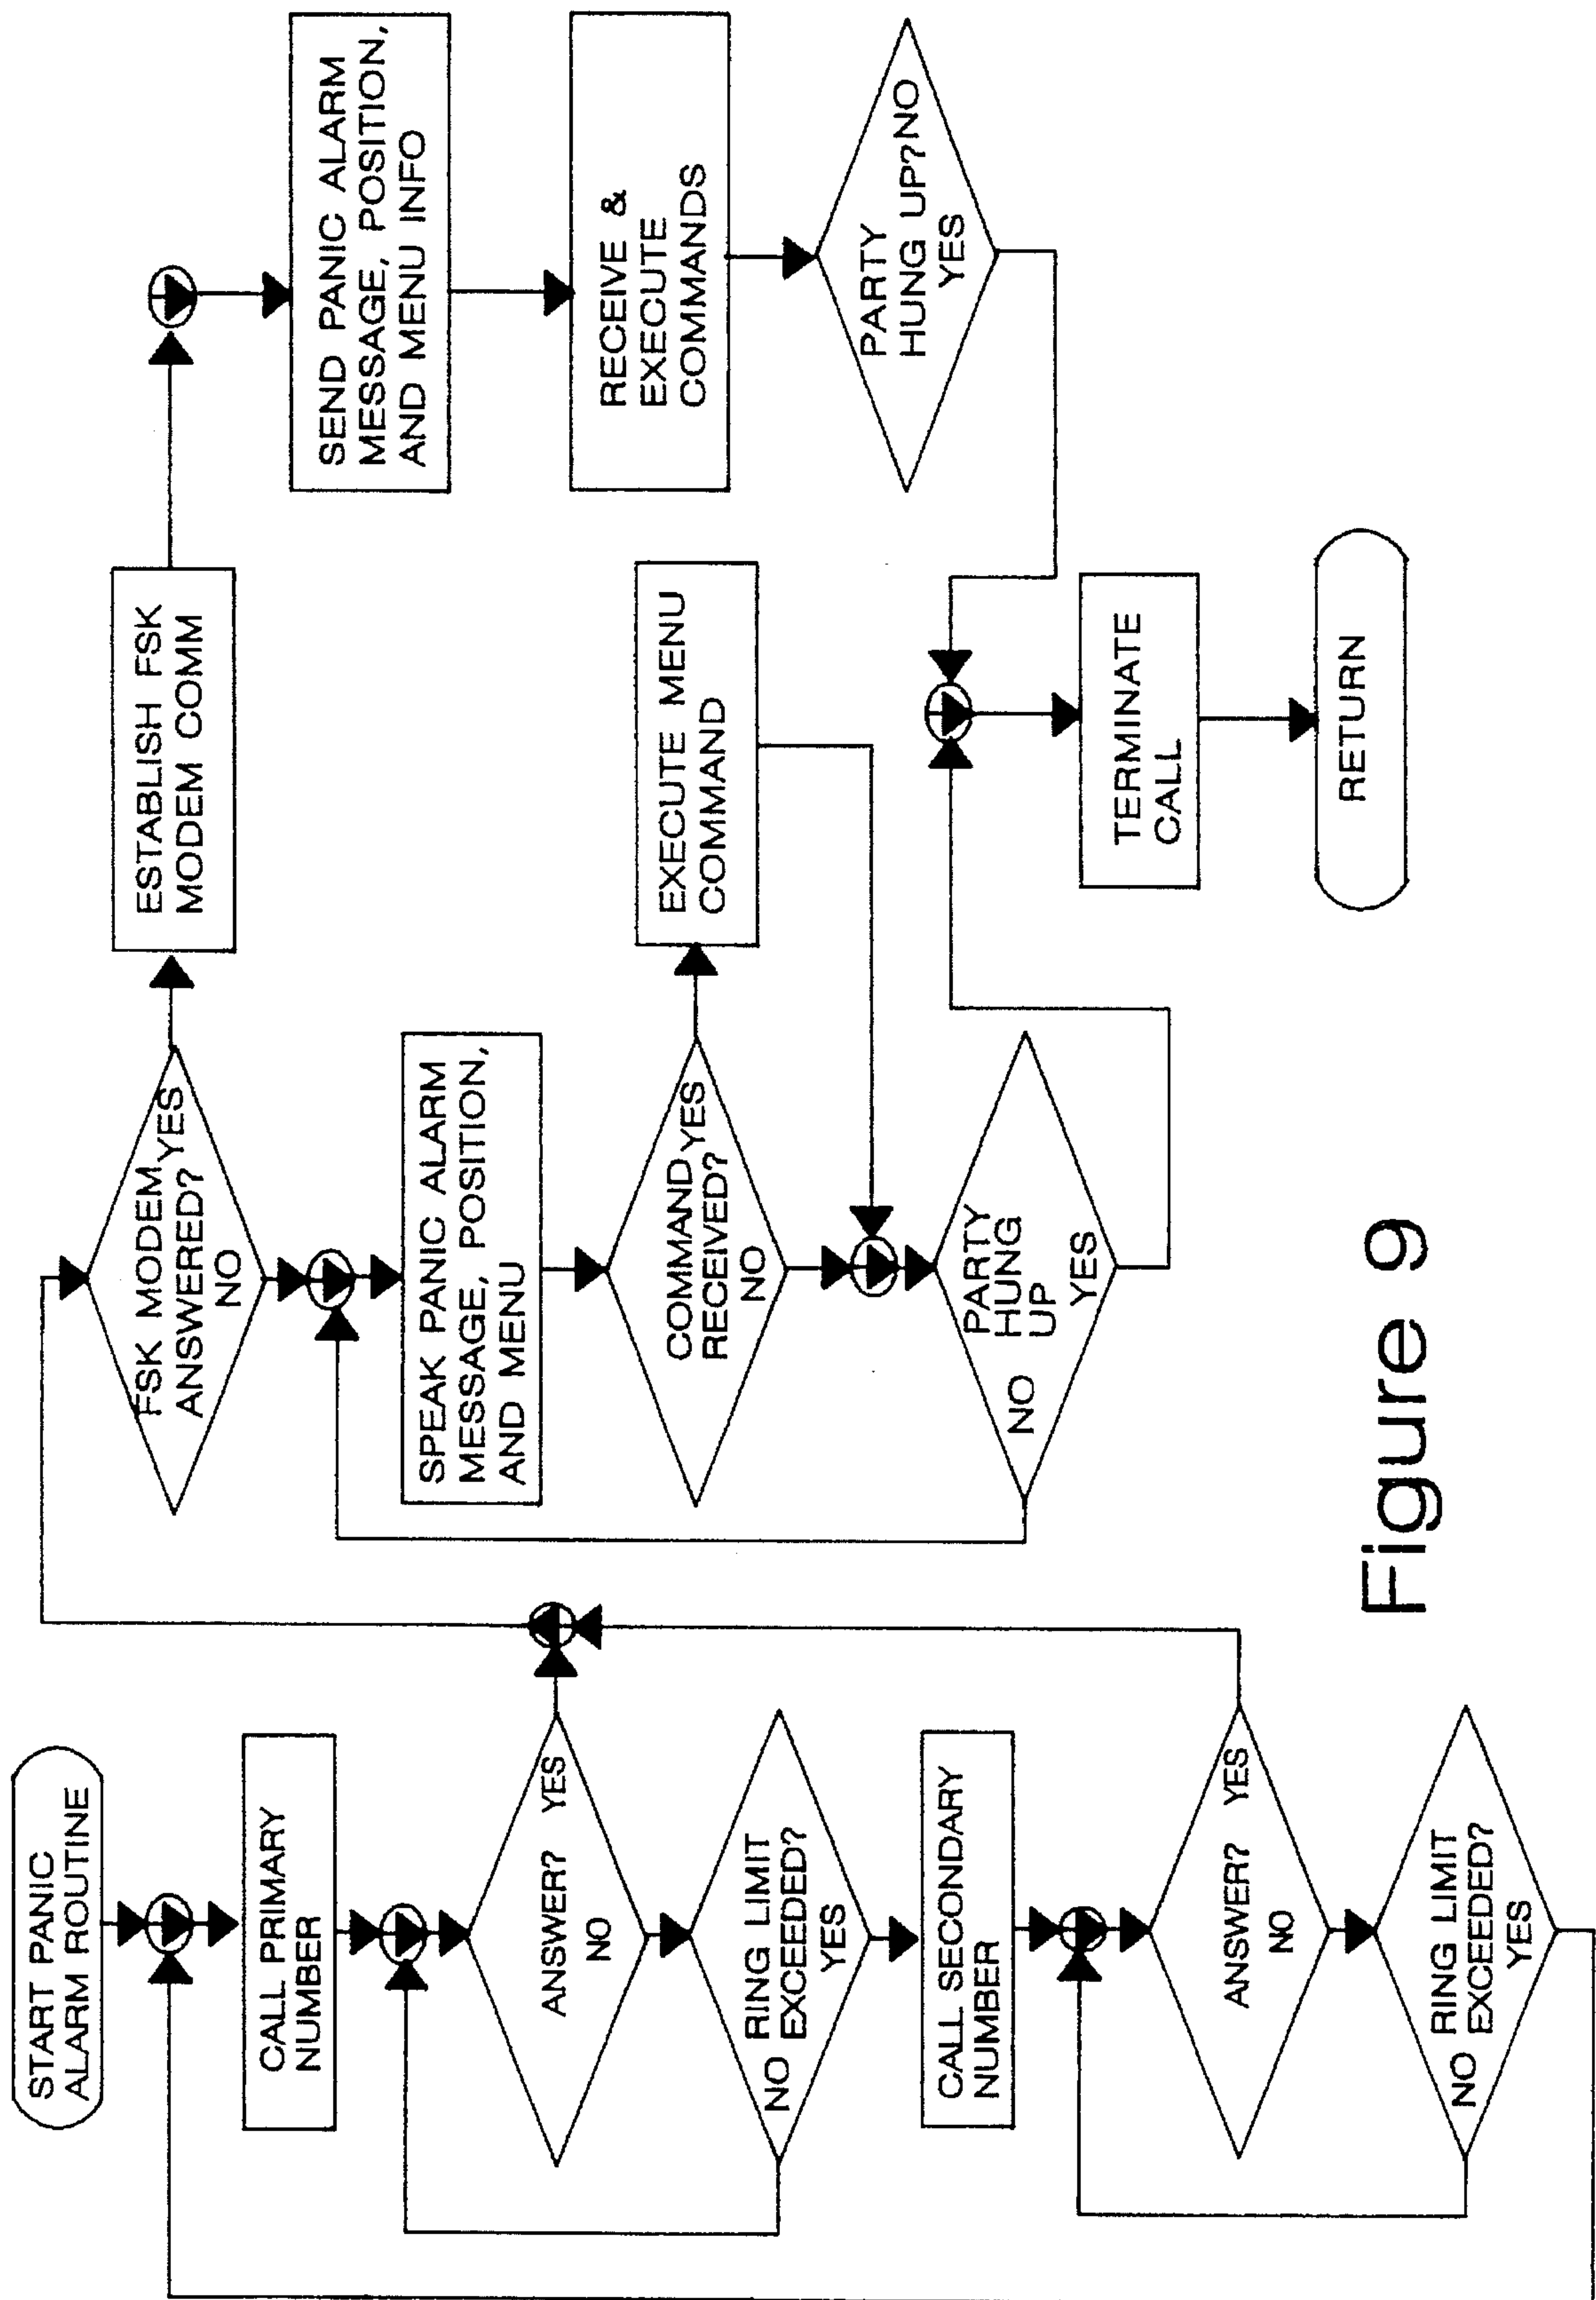 START PANIC
ALARM ROUTINE
CALL PRIMARY
NUMBER
ANSWER? YES
NO
RING LIMIT
NO EXCEEDED?
YES
CALL SECONDARY
NUMBER
ANSWER? YES
NO
RING LIMIT
NO EXCEEDED?
YES
FSK MODEM YES
ANSWERED?
NO
SPEAK PANIC ALARM
MESSAGE, POSITION,
AND MENU
COMMAND YES
RECEIVED?
NO
PARTY
HUNG
NO UP
YES
ESTABLISH FSK
MODEM COMM
EXECUTE MENU
COMMAND
SEND PANIC ALARM
MESSAGE, POSITION,
AND MENU INFO
RECEIVE &
EXECUTE
COMMANDS
PARTY
HUNG UP? NO
YES
TERMINATE
CALL
RETURN
Figure 9